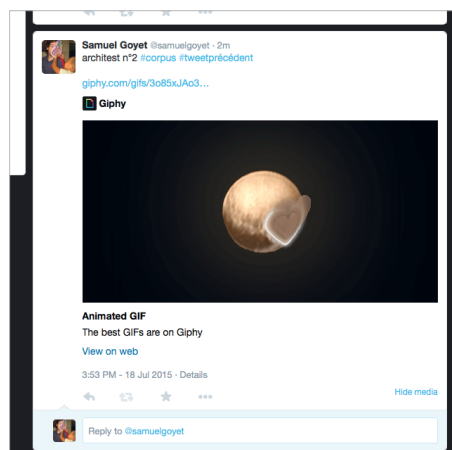 Samuel Goyet @samuelgoyet · 2m
architest n°2 #corpus #tweetprécédent
giphy.com/gifs/3o85xJAo3…
Giphy
Animated GIF
The best GIFs are on Giphy
View on web
3:53 PM - 18 Jul 2015 · Details
Hide media
Reply to @samuelgoyet